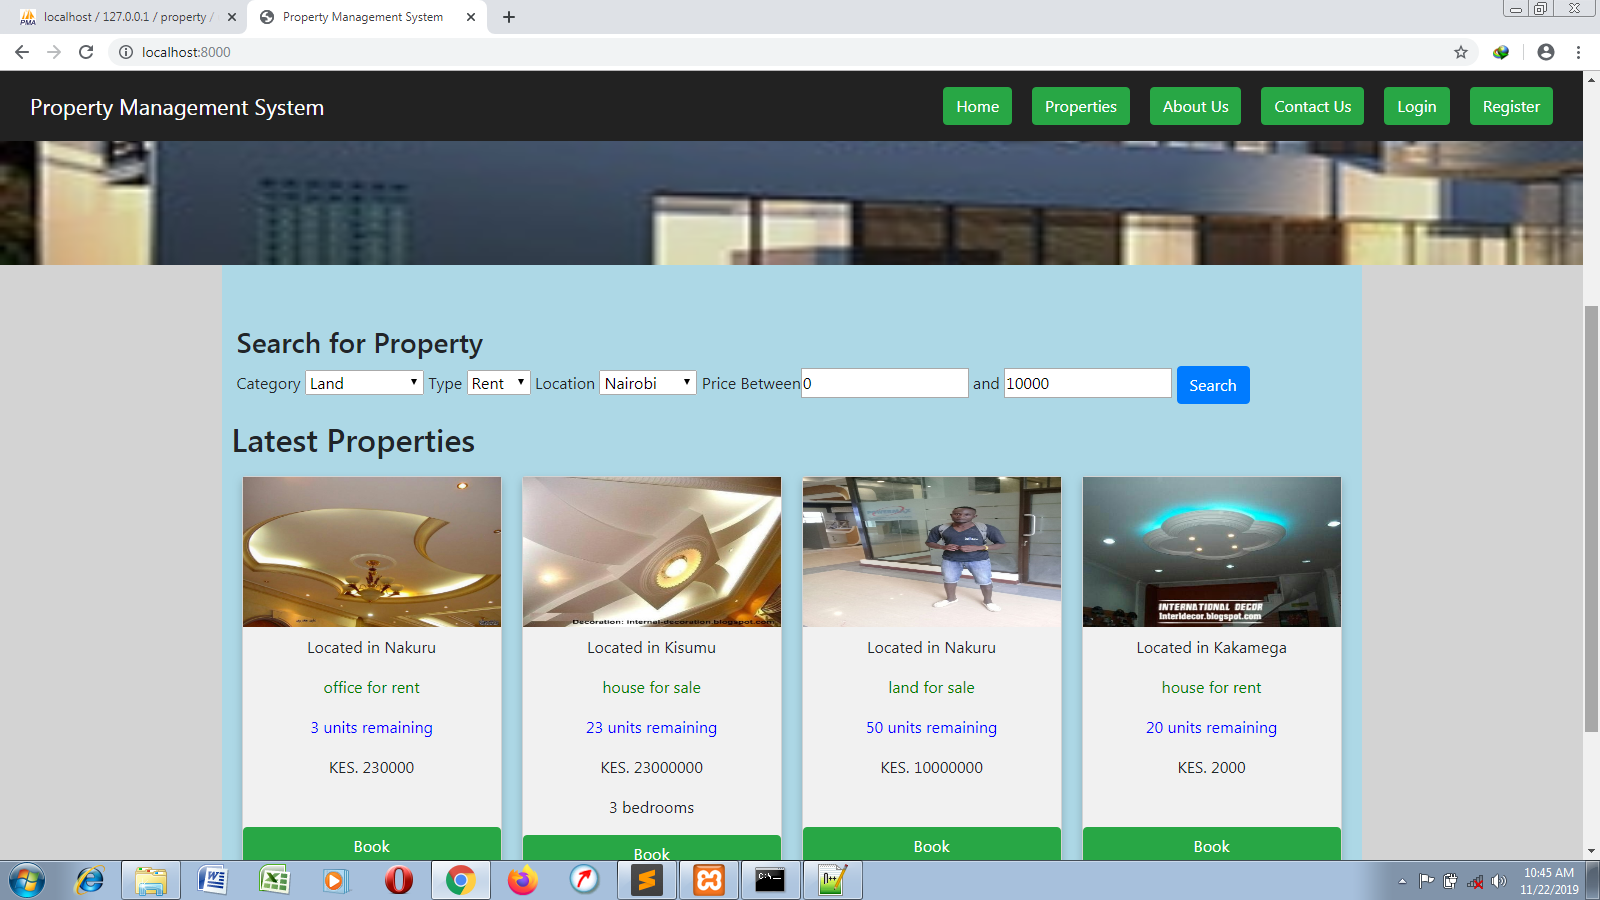 localhost / 127.0.0.1 / property /
Property Management System
localhost:8000
Property Management System
Home
Properties
About Us
Contact Us
Login
Register
Search for Property
Category Land Type Rent Location Nairobi Price Between 0 and 10000 Search
Latest Properties
Decoration: internal-decoration.blogspot.com
INTERNATIONAL DECOR
Interidecor.blogspot.com
Located in Nakuru
Located in Kisumu
Located in Nakuru
Located in Kakamega
office for rent
house for sale
land for sale
house for rent
3 units remaining
23 units remaining
50 units remaining
20 units remaining
KES. 230000
KES. 23000000
KES. 10000000
KES. 2000
3 bedrooms
Book
Book
Book
Book
10:45 AM
11/22/2019